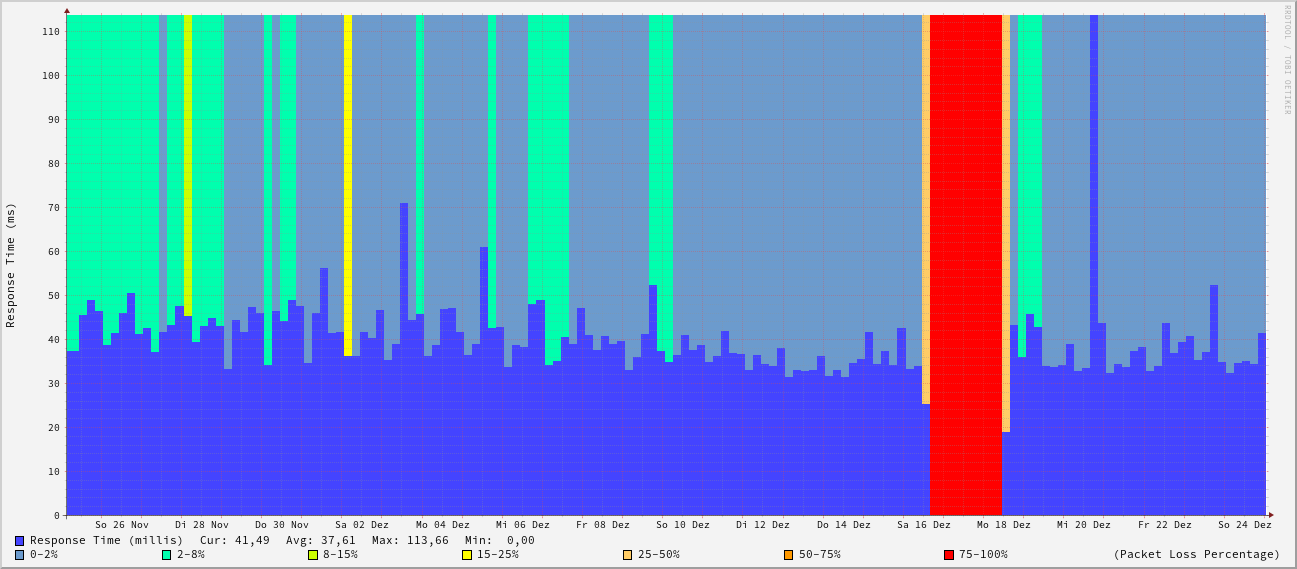 RRDTOOL / TOBI OETIKER
Response Time (ms)
110
100
90
80
70
60
50
40
30
20
10
0
So 26 Nov Di 28 Nov Do 30 Nov Sa 02 Dez Mo 04 Dez Mi 06 Dez Fr 08 Dez So 10 Dez Di 12 Dez Do 14 Dez Sa 16 Dez Mo 18 Dez Mi 20 Dez Fr 22 Dez So 24 Dez
Response Time (millis) Cur: 41,49 Avg: 37,61 Max: 113,66 Min: 0,00
0-2% 2-8% 8-15% 15-25% 25-50% 50-75% 75-100% (Packet Loss Percentage)